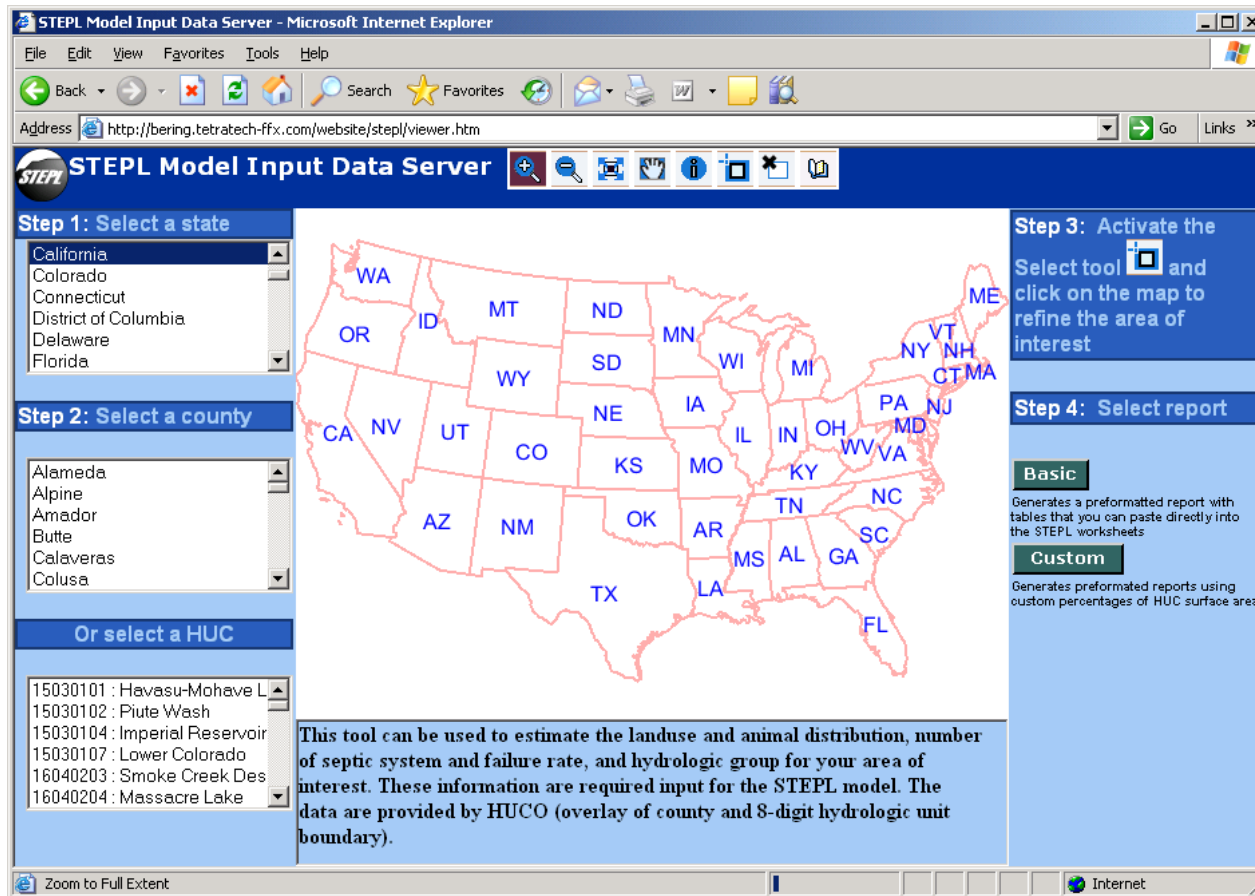 STEPL Model Input Data Server - Microsoft Internet Explorer
File Edit View Favorites Tools Help
Back Search Favorites
Address http://bering.tetratech-ffx.com/website/stepl/viewer.htm Go Links »
STEPL STEPL Model Input Data Server
Step 1: Select a state
California
Colorado
Connecticut
District of Columbia
Delaware
Florida
Step 2: Select a county
Alameda
Alpine
Amador
Butte
Calaveras
Colusa
Or select a HUC
15030101 : Havasu-Mohave L
15030102 : Piute Wash
15030104 : Imperial Reservoir
15030107 : Lower Colorado
16040203 : Smoke Creek Des
16040204 : Massacre Lake
WA
MT
ND
ME
OR
ID
MN
VT
NY
NH
SD
WI
MI
WY
CT
MA
NE
IA
PA
NJ
CA
NV
UT
CO
IL
IN
OH
MD
WV
VA
KS
MO
KY
AZ
NM
OK
AR
TN
NC
SC
MS
AL
GA
TX
LA
FL
This tool can be used to estimate the landuse and animal distribution, number
of septic system and failure rate, and hydrologic group for your area of
interest. These information are required input for the STEPL model. The
data are provided by HUCO (overlay of county and 8-digit hydrologic unit
boundary).
Step 3: Activate the
Select tool and
click on the map to
refine the area of
interest
Step 4: Select report
Basic
Generates a preformatted report with
tables that you can paste directly into
the STEPL worksheets
Custom
Generates preformated reports using
custom percentages of HUC surface area
Zoom to Full Extent
Internet